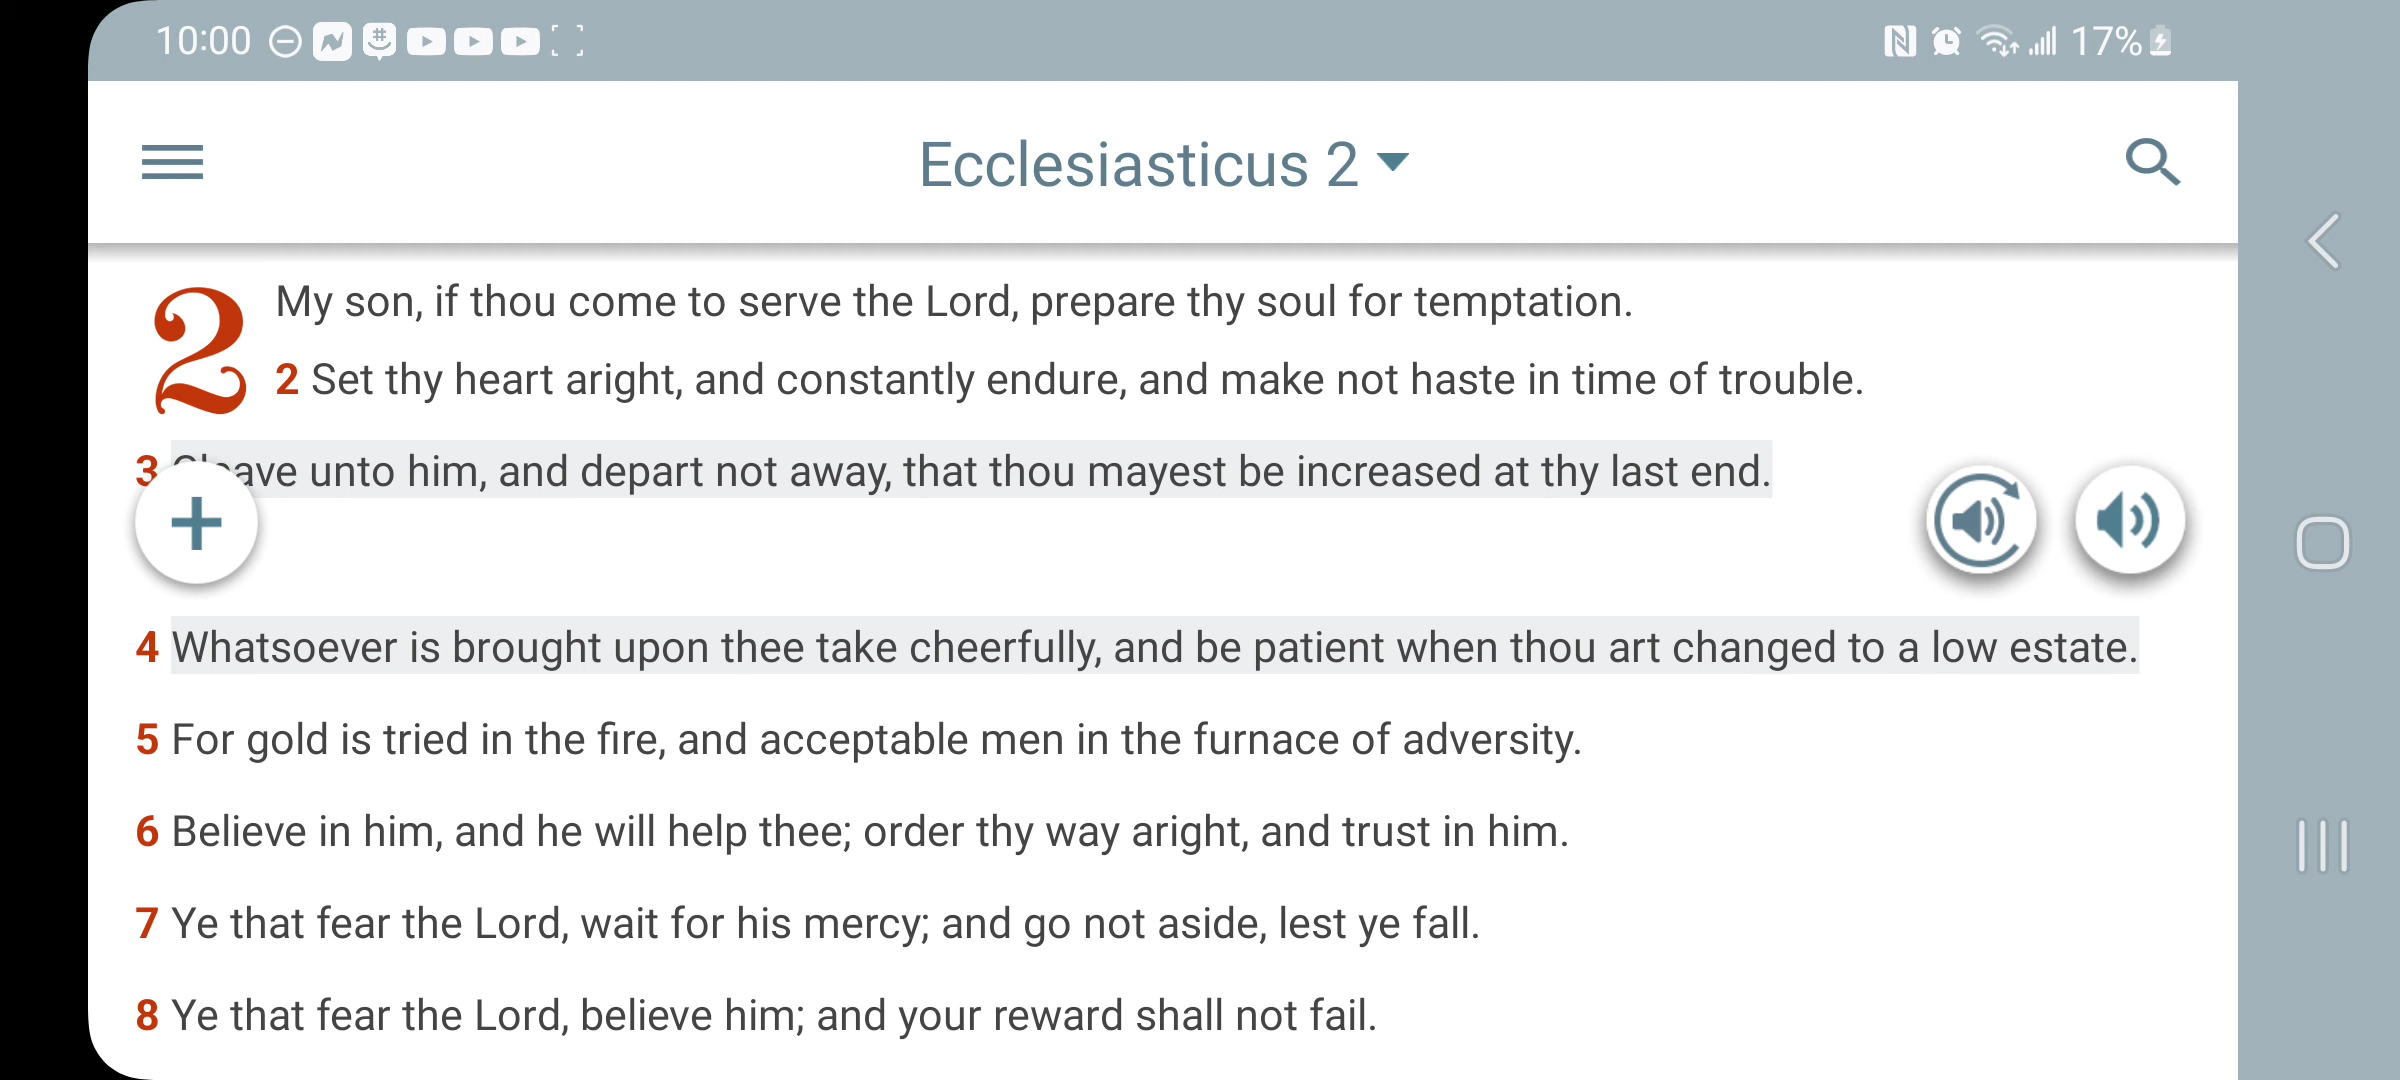 10:00
17%
Ecclesiasticus 2
2 My son, if thou come to serve the Lord, prepare thy soul for temptation.
2 Set thy heart aright, and constantly endure, and make not haste in time of trouble.
3 unto him, and depart not away, that thou mayest be increased at thy last end.
4 Whatsoever is brought upon thee take cheerfully, and be patient when thou art changed to a low estate.
5 For gold is tried in the fire, and acceptable men in the furnace of adversity.
6 Believe in him, and he will help thee; order thy way aright, and trust in him.
7 Ye that fear the Lord, wait for his mercy; and go not aside, lest ye fall.
8 Ye that fear the Lord, believe him; and your reward shall not fail.